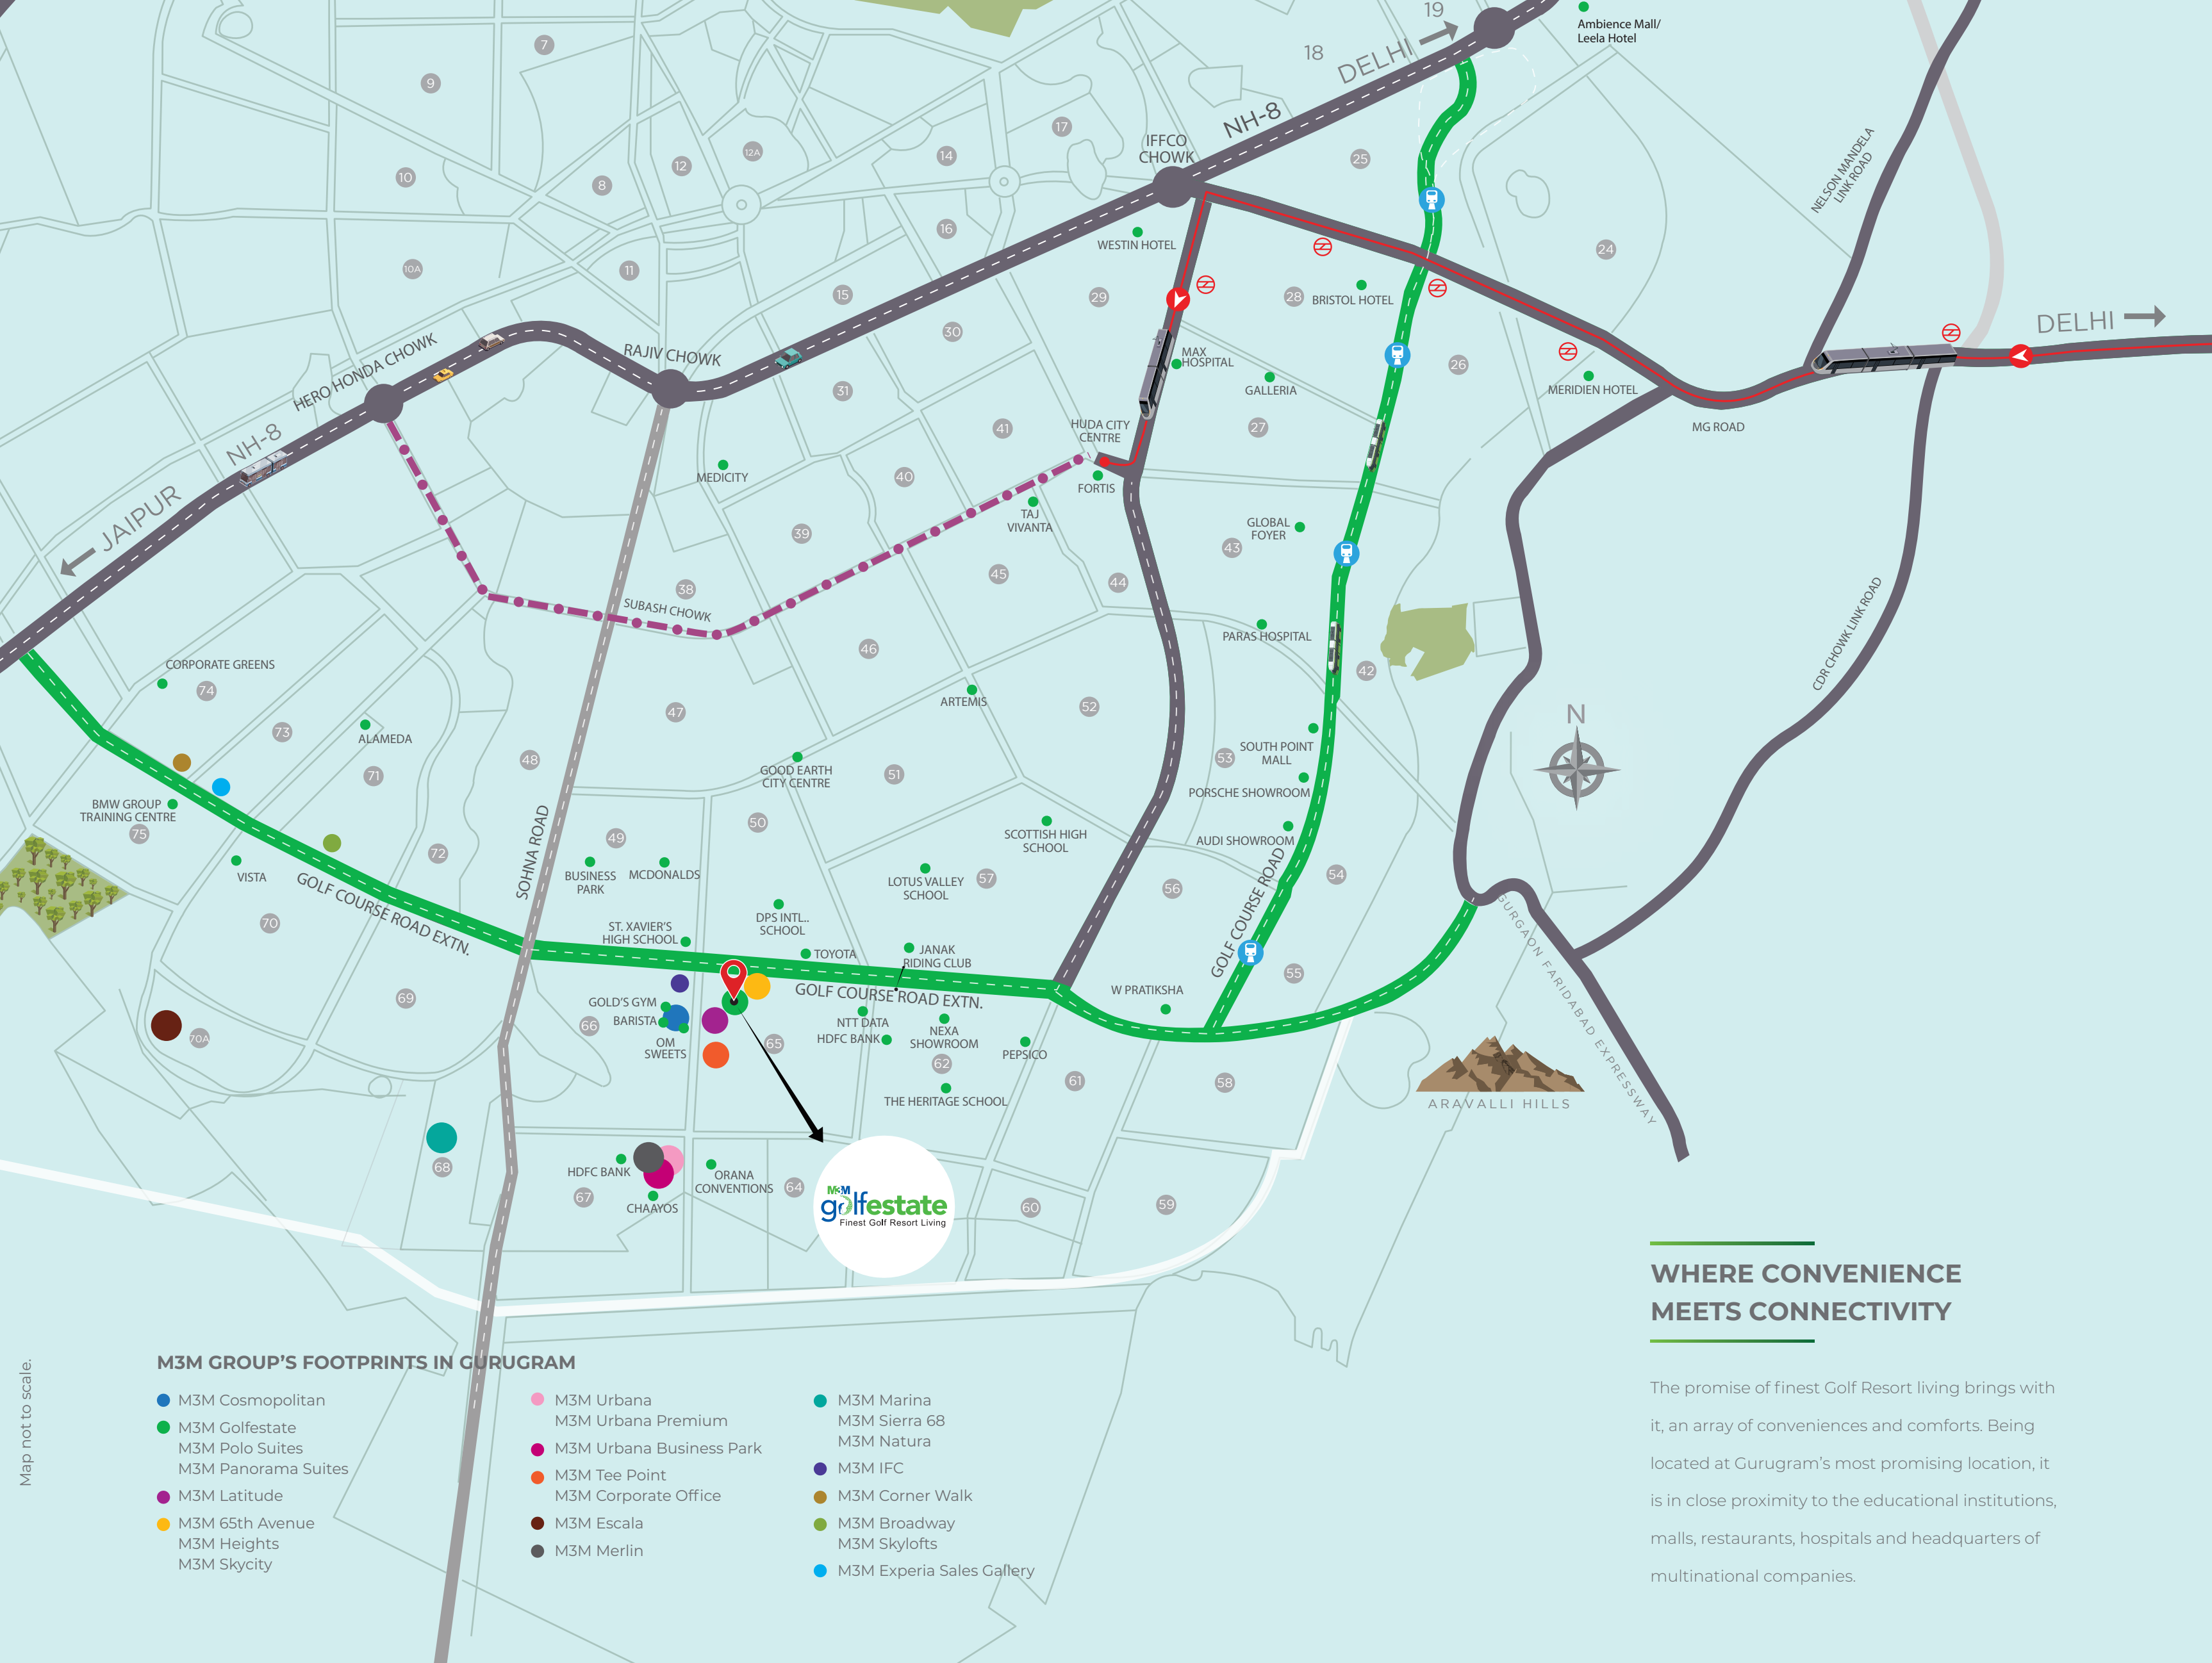 19
18
DELHI
Ambience Mall/
Leela Hotel
7
9
17
12A
14
12
NH-8
IFFCO
CHOWK
25
10
8
NELSON MANDELA
LINK ROAD
16
WESTIN HOTEL
24
10A
11
15
29
28
BRISTOL HOTEL
DELHI
30
HERO HONDA CHOWK
RAJIV CHOWK
MAX
HOSPITAL
26
31
GALLERIA
MERIDIEN HOTEL
41
HUDA CITY
CENTRE
27
MG ROAD
NH-8
MEDICITY
40
FORTIS
JAIPUR
TAJ
VIVANTA
39
GLOBAL
FOYER
43
45
44
38
SUBASH CHOWK
PARAS HOSPITAL
CDR CHOWK LINK ROAD
46
CORPORATE GREENS
74
42
ARTEMIS
52
47
N
73
ALAMEDA
48
SOUTH POINT
MALL
53
71
GOOD EARTH
CITY CENTRE
51
PORSCHE SHOWROOM
BMW GROUP
TRAINING CENTRE
75
50
49
SCOTTISH HIGH
SCHOOL
AUDI SHOWROOM
72
SOHNA ROAD
VISTA
BUSINESS
PARK
MCDONALDS
LOTUS VALLEY
SCHOOL
57
56
54
GOLF COURSE ROAD EXTN.
70
DPS INTL..
SCHOOL
GOLF COURSE ROAD
GURGAON FARIDABAD EXPRESSWAY
ST. XAVIER'S
HIGH SCHOOL
TOYOTA
JANAK
RIDING CLUB
55
69
GOLF COURSE ROAD EXTN.
W PRATIKSHA
GOLD'S GYM
BARISTA
66
70A
OM
SWEETS
65
NTT DATA
HDFC BANK
NEXA
SHOWROOM
62
PEPSICO
61
58
THE HERITAGE SCHOOL
ARAVALLI HILLS
68
HDFC BANK
67
CHAAYOS
ORANA
CONVENTIONS
64
M3M
golfestate
Finest Golf Resort Living
60
59
WHERE CONVENIENCE
MEETS CONNECTIVITY
The promise of finest Golf Resort living brings with
it, an array of conveniences and comforts. Being
located at Gurugram's most promising location, it
is in close proximity to the educational institutions,
malls, restaurants, hospitals and headquarters of
multinational companies.
Map not to scale.
M3M GROUP'S FOOTPRINTS IN GURUGRAM
M3M Cosmopolitan
M3M Golfestate
M3M Polo Suites
M3M Panorama Suites
M3M Latitude
M3M 65th Avenue
M3M Heights
M3M Skycity
M3M Urbana
M3M Urbana Premium
M3M Urbana Business Park
M3M Tee Point
M3M Corporate Office
M3M Escala
M3M Merlin
M3M Marina
M3M Sierra 68
M3M Natura
M3M IFC
M3M Corner Walk
M3M Broadway
M3M Skylofts
M3M Experia Sales Gallery